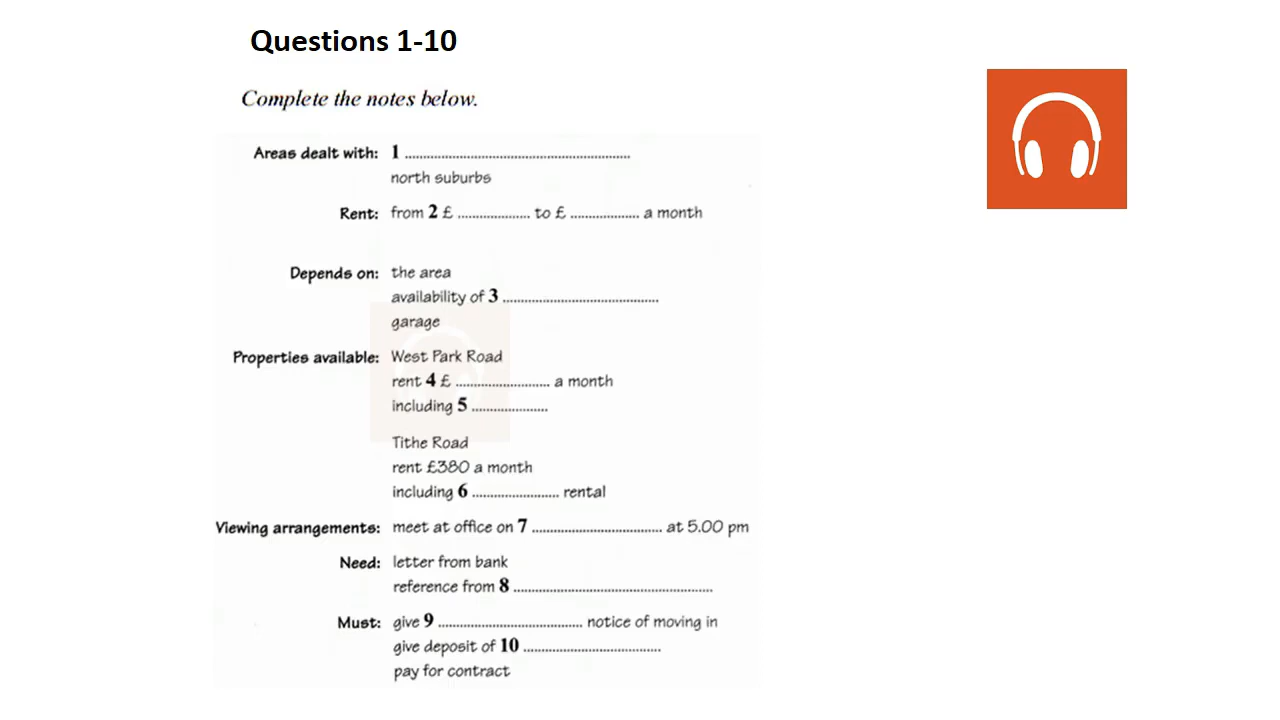 Questions 1-10
Complete the notes below.
Areas dealt with: 1 ............................................................
north suburbs
Rent: from 2 £ ................... to £ .................. a month
Depends on: the area
availability of 3 ..........................................
garage
Properties available: West Park Road
rent 4 £ ......................... a month
including 5 ....................
Tithe Road
rent £380 a month
including 6 ....................... rental
Viewing arrangements: meet at office on 7 ................................... at 5.00 pm
Need: letter from bank
reference from 8 .....................................................
Must: give 9 ...................................... notice of moving in
give deposit of 10 .....................................
pay for contract